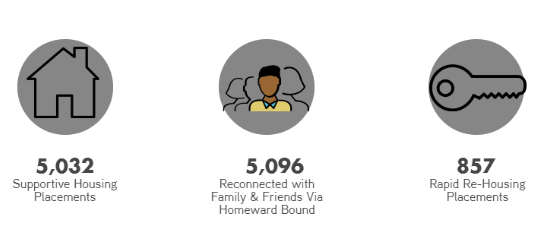 5,032
Supportive Housing
Placements
5,096
Reconnected with
Family & Friends Via
Homeward Bound
857
Rapid Re-Housing
Placements